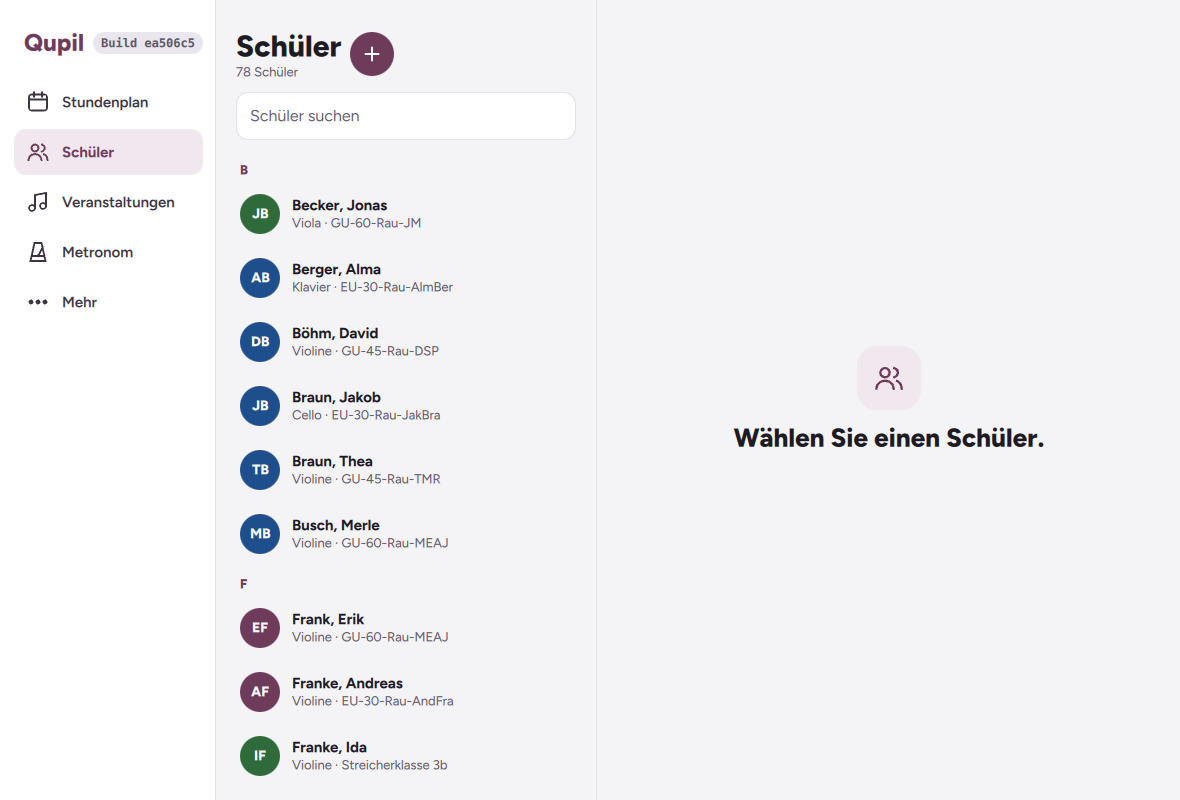 Qupil Build ea506c5
Stundenplan
Schüler
Veranstaltungen
Metronom
Mehr
Schüler
78 Schüler
Schüler suchen
B
JB
Becker, Jonas
Viola · GU-60-Rau-JM
AB
Berger, Alma
Klavier · EU-30-Rau-AlmBer
DB
Böhm, David
Violine · GU-45-Rau-DSP
JB
Braun, Jakob
Cello · EU-30-Rau-JakBra
TB
Braun, Thea
Violine · GU-45-Rau-TMR
MB
Busch, Merle
Violine · GU-60-Rau-MEAJ
F
EF
Frank, Erik
Violine · GU-60-Rau-MEAJ
AF
Franke, Andreas
Violine · EU-30-Rau-AndFra
IF
Franke, Ida
Violine · Streicherklasse 3b
Wählen Sie einen Schüler.